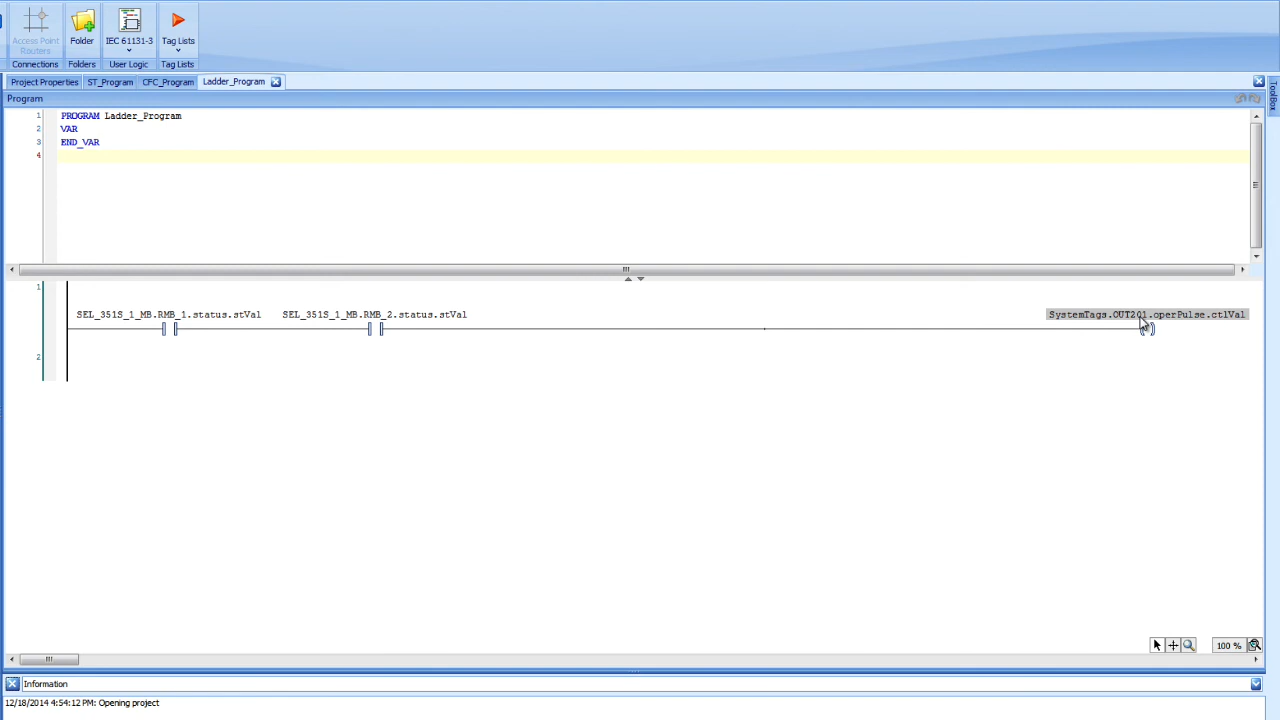 Access Point
Routers
Folder
IEC 61131-3
Tag Lists
Connections
Folders
User Logic
Tag Lists
Project Properties
ST_Program
CFC_Program
Ladder_Program
ToolBox
Program
1 PROGRAM Ladder_Program
2 VAR
3 END_VAR
4
1
SEL_351S_1_MB.RMB_1.status.stVal SEL_351S_1_MB.RMB_2.status.stVal SystemTags.OUT201.operPulse.ctlVal
2
100 %
Information
12/18/2014 4:54:12 PM: Opening project